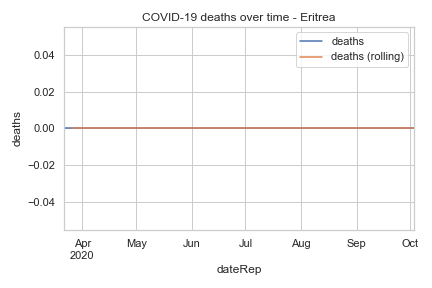 COVID-19 deaths over time - Eritrea
deaths
deaths (rolling)
0.04
0.02
0.00
−0.02
−0.04
deaths
Apr
2020
May
Jun
Jul
Aug
Sep
Oct
dateRep